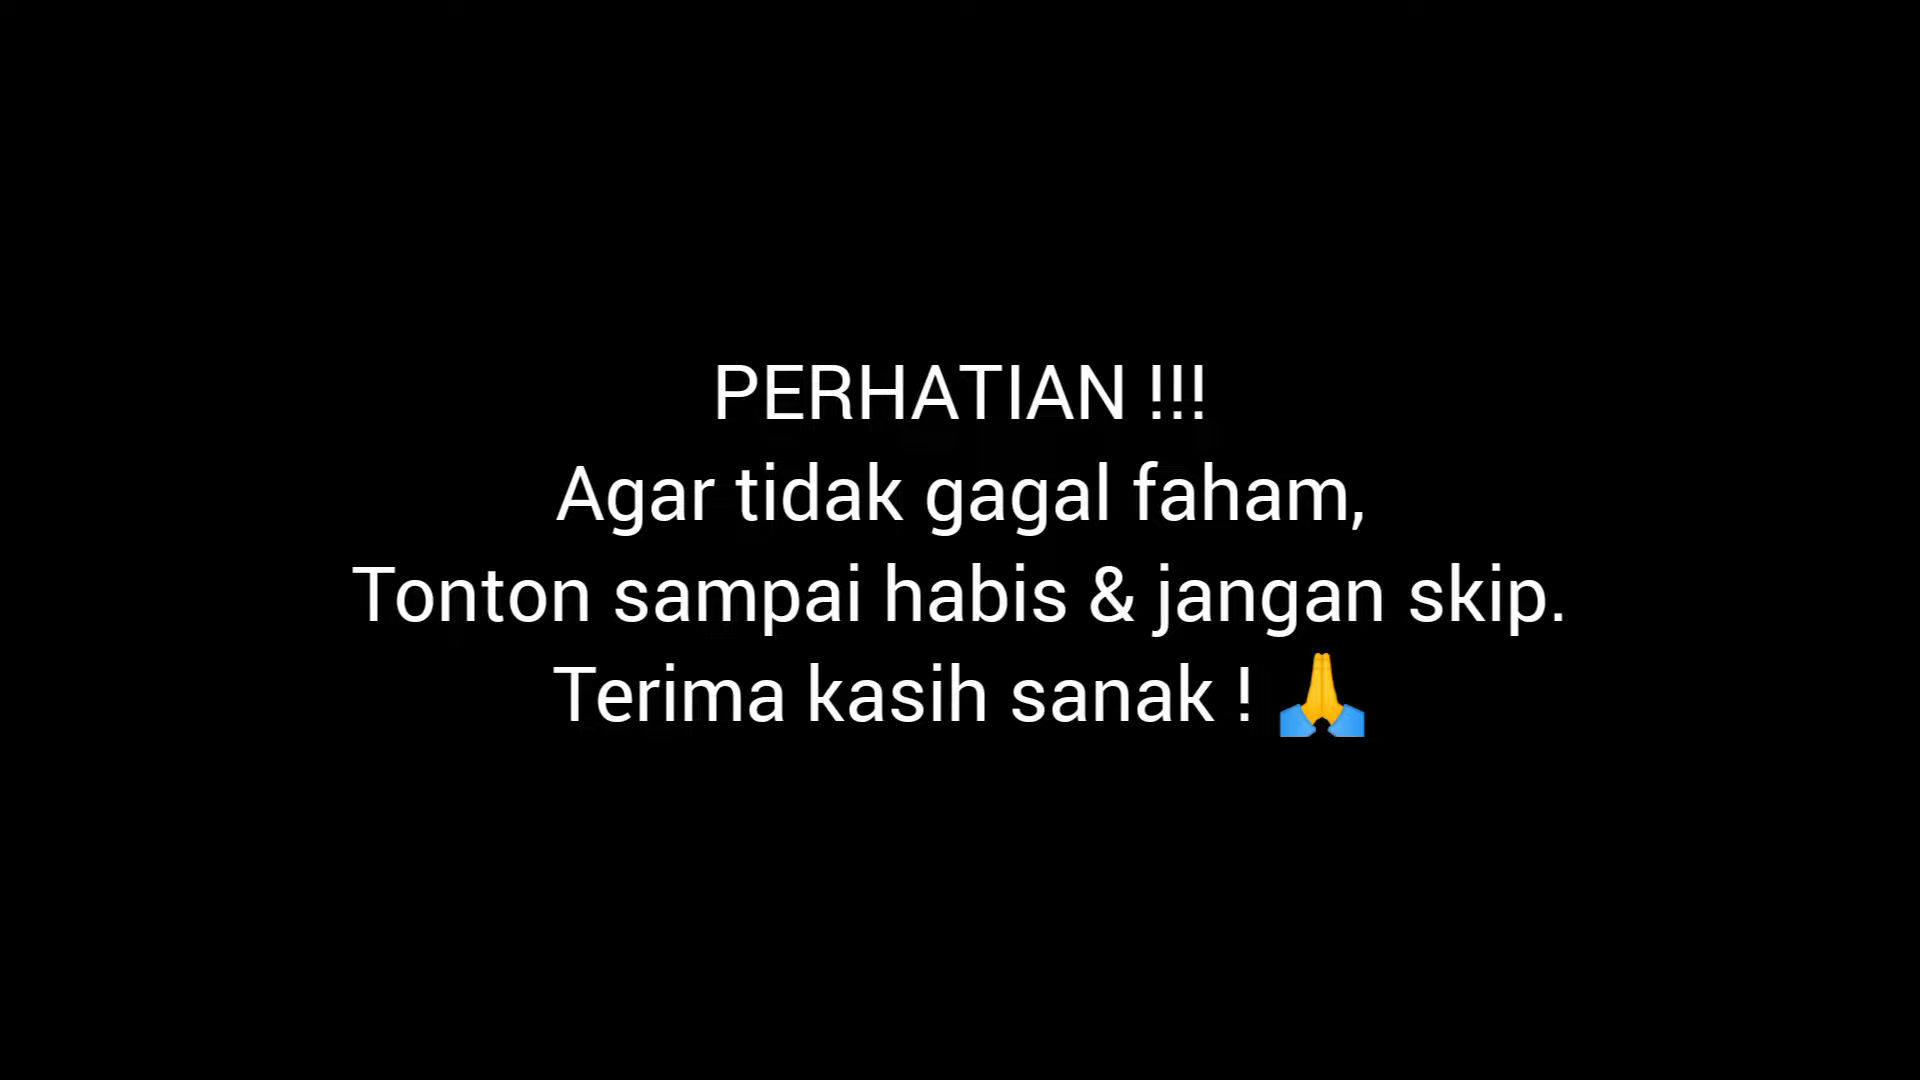 PERHATIAN !!!
Agar tidak gagal faham,
Tonton sampai habis & jangan skip.
Terima kasih sanak ! 🙏